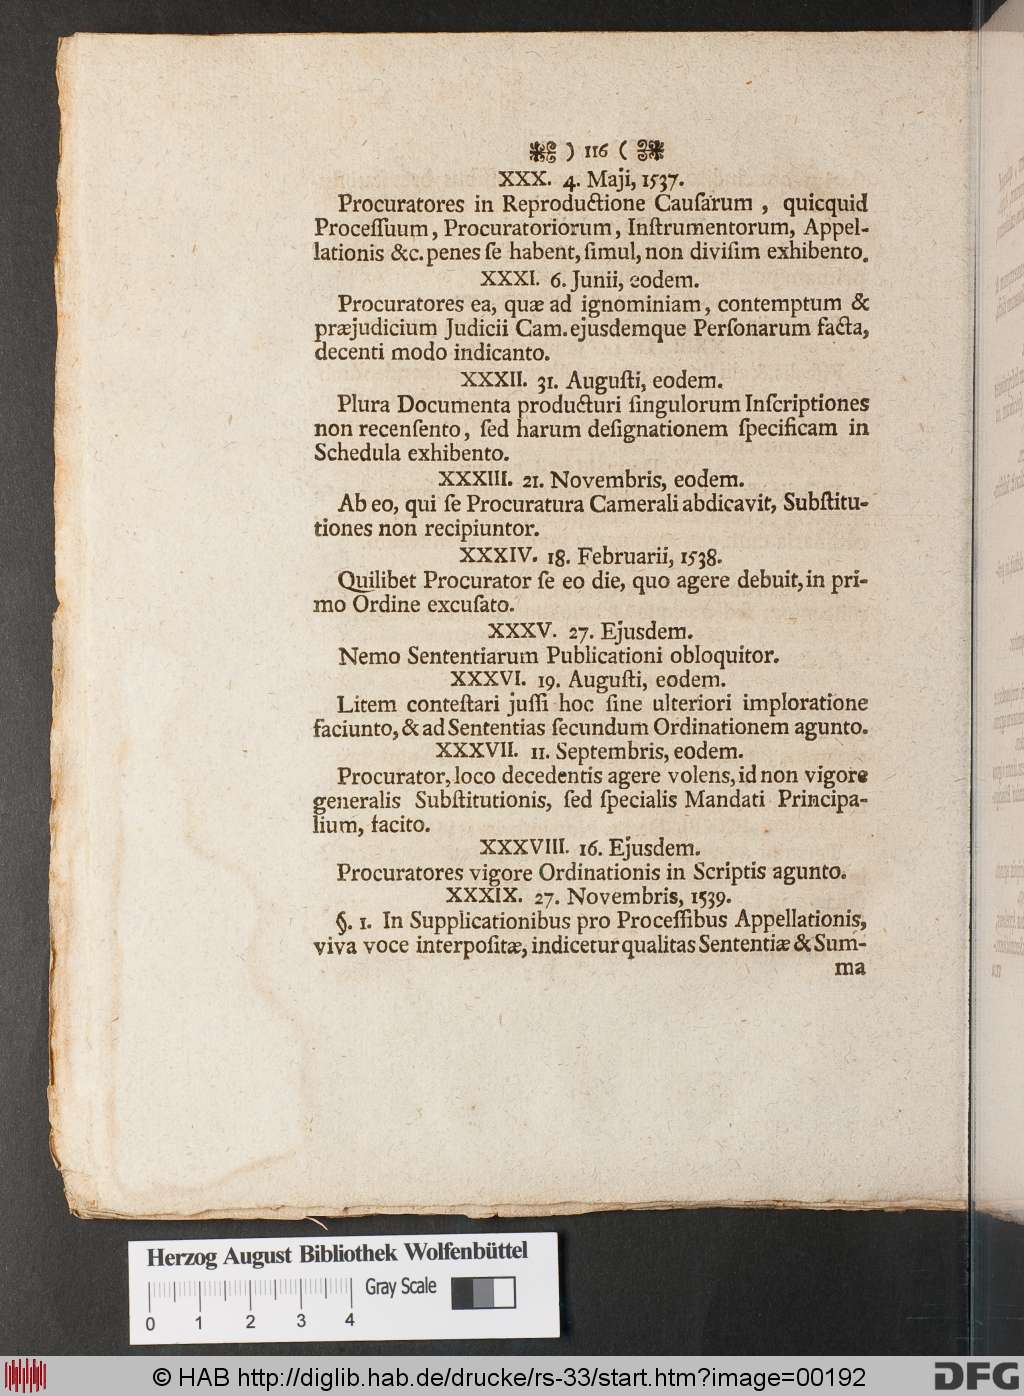 ) 116 (
XXX. 4. Maji, 1537.
Procuratores in Reproductione Cauſarum , quicquid
Proceſſuum, Procuratoriorum, Inſtrumentorum, Appel-
lationis &c. penes ſe habent, ſimul, non diviſim exhibento.
XXXI. 6. Junii, eodem.
Procuratores ea, quæ ad ignominiam, contemptum &
præjudicium Judicii Cam. ejusdemque Perſonarum facta,
decenti modo indicanto.
XXXII. 31. Auguſti, eodem.
Plura Documenta producturi ſingulorum Inſcriptiones
non recenſento, ſed harum deſignationem ſpecificam in
Schedula exhibento.
XXXIII. 21. Novembris, eodem.
Ab eo, qui ſe Procuratura Camerali abdicavit, Subſtitu-
tiones non recipiuntor.
XXXIV. 18. Februarii, 1538.
Quilibet Procurator ſe eo die, quo agere debuit, in pri-
mo Ordine excuſato.
XXXV. 27. Ejusdem.
Nemo Sententiarum Publicationi obloquitor.
XXXVI. 19. Auguſti, eodem.
Litem conteſtari juſſi hoc ſine ulteriori imploratione
faciunto, & ad Sententias ſecundum Ordinationem agunto.
XXXVII. 11. Septembris, eodem.
Procurator, loco decedentis agere volens, id non vigore
generalis Subſtitutionis, ſed ſpecialis Mandati Principa-
lium, facito.
XXXVIII. 16. Ejusdem.
Procuratores vigore Ordinationis in Scriptis agunto.
XXXIX. 27. Novembris, 1539.
§. 1. In Supplicationibus pro Proceſſibus Appellationis,
viva voce interpoſitæ, indicetur qualitas Sententiæ & Sum-
ma
Herzog August Bibliothek Wolfenbüttel
Gray Scale
0 1 2 3 4
© HAB http://diglib.hab.de/drucke/rs-33/start.htm?image=00192
DFG